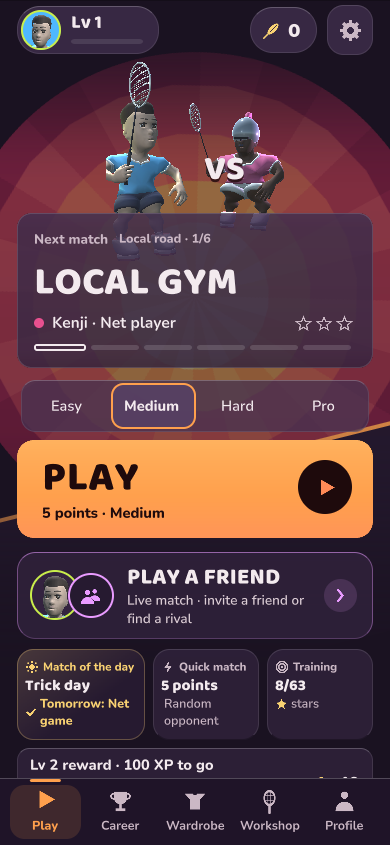 Lv 1
0
VS
Next match Local road · 1/6
LOCAL GYM
Kenji · Net player
Easy
Medium
Hard
Pro
PLAY
5 points · Medium
PLAY A FRIEND
Live match · invite a friend or
find a rival
Match of the day
Trick day
Tomorrow: Net
game
Quick match
5 points
Random
opponent
Training
8/63
stars
Lv 2 reward · 100 XP to go
Play
Career
Wardrobe
Workshop
Profile